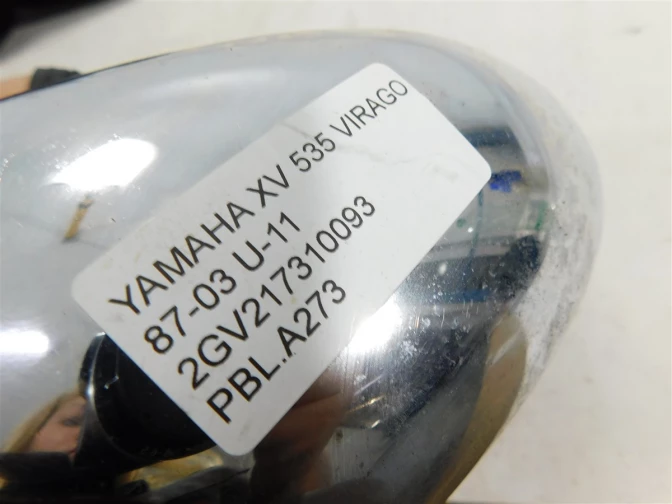 YAMAHA XV 535 VIRAGO
87-03 U-11
2GV217310093
PBL.A273